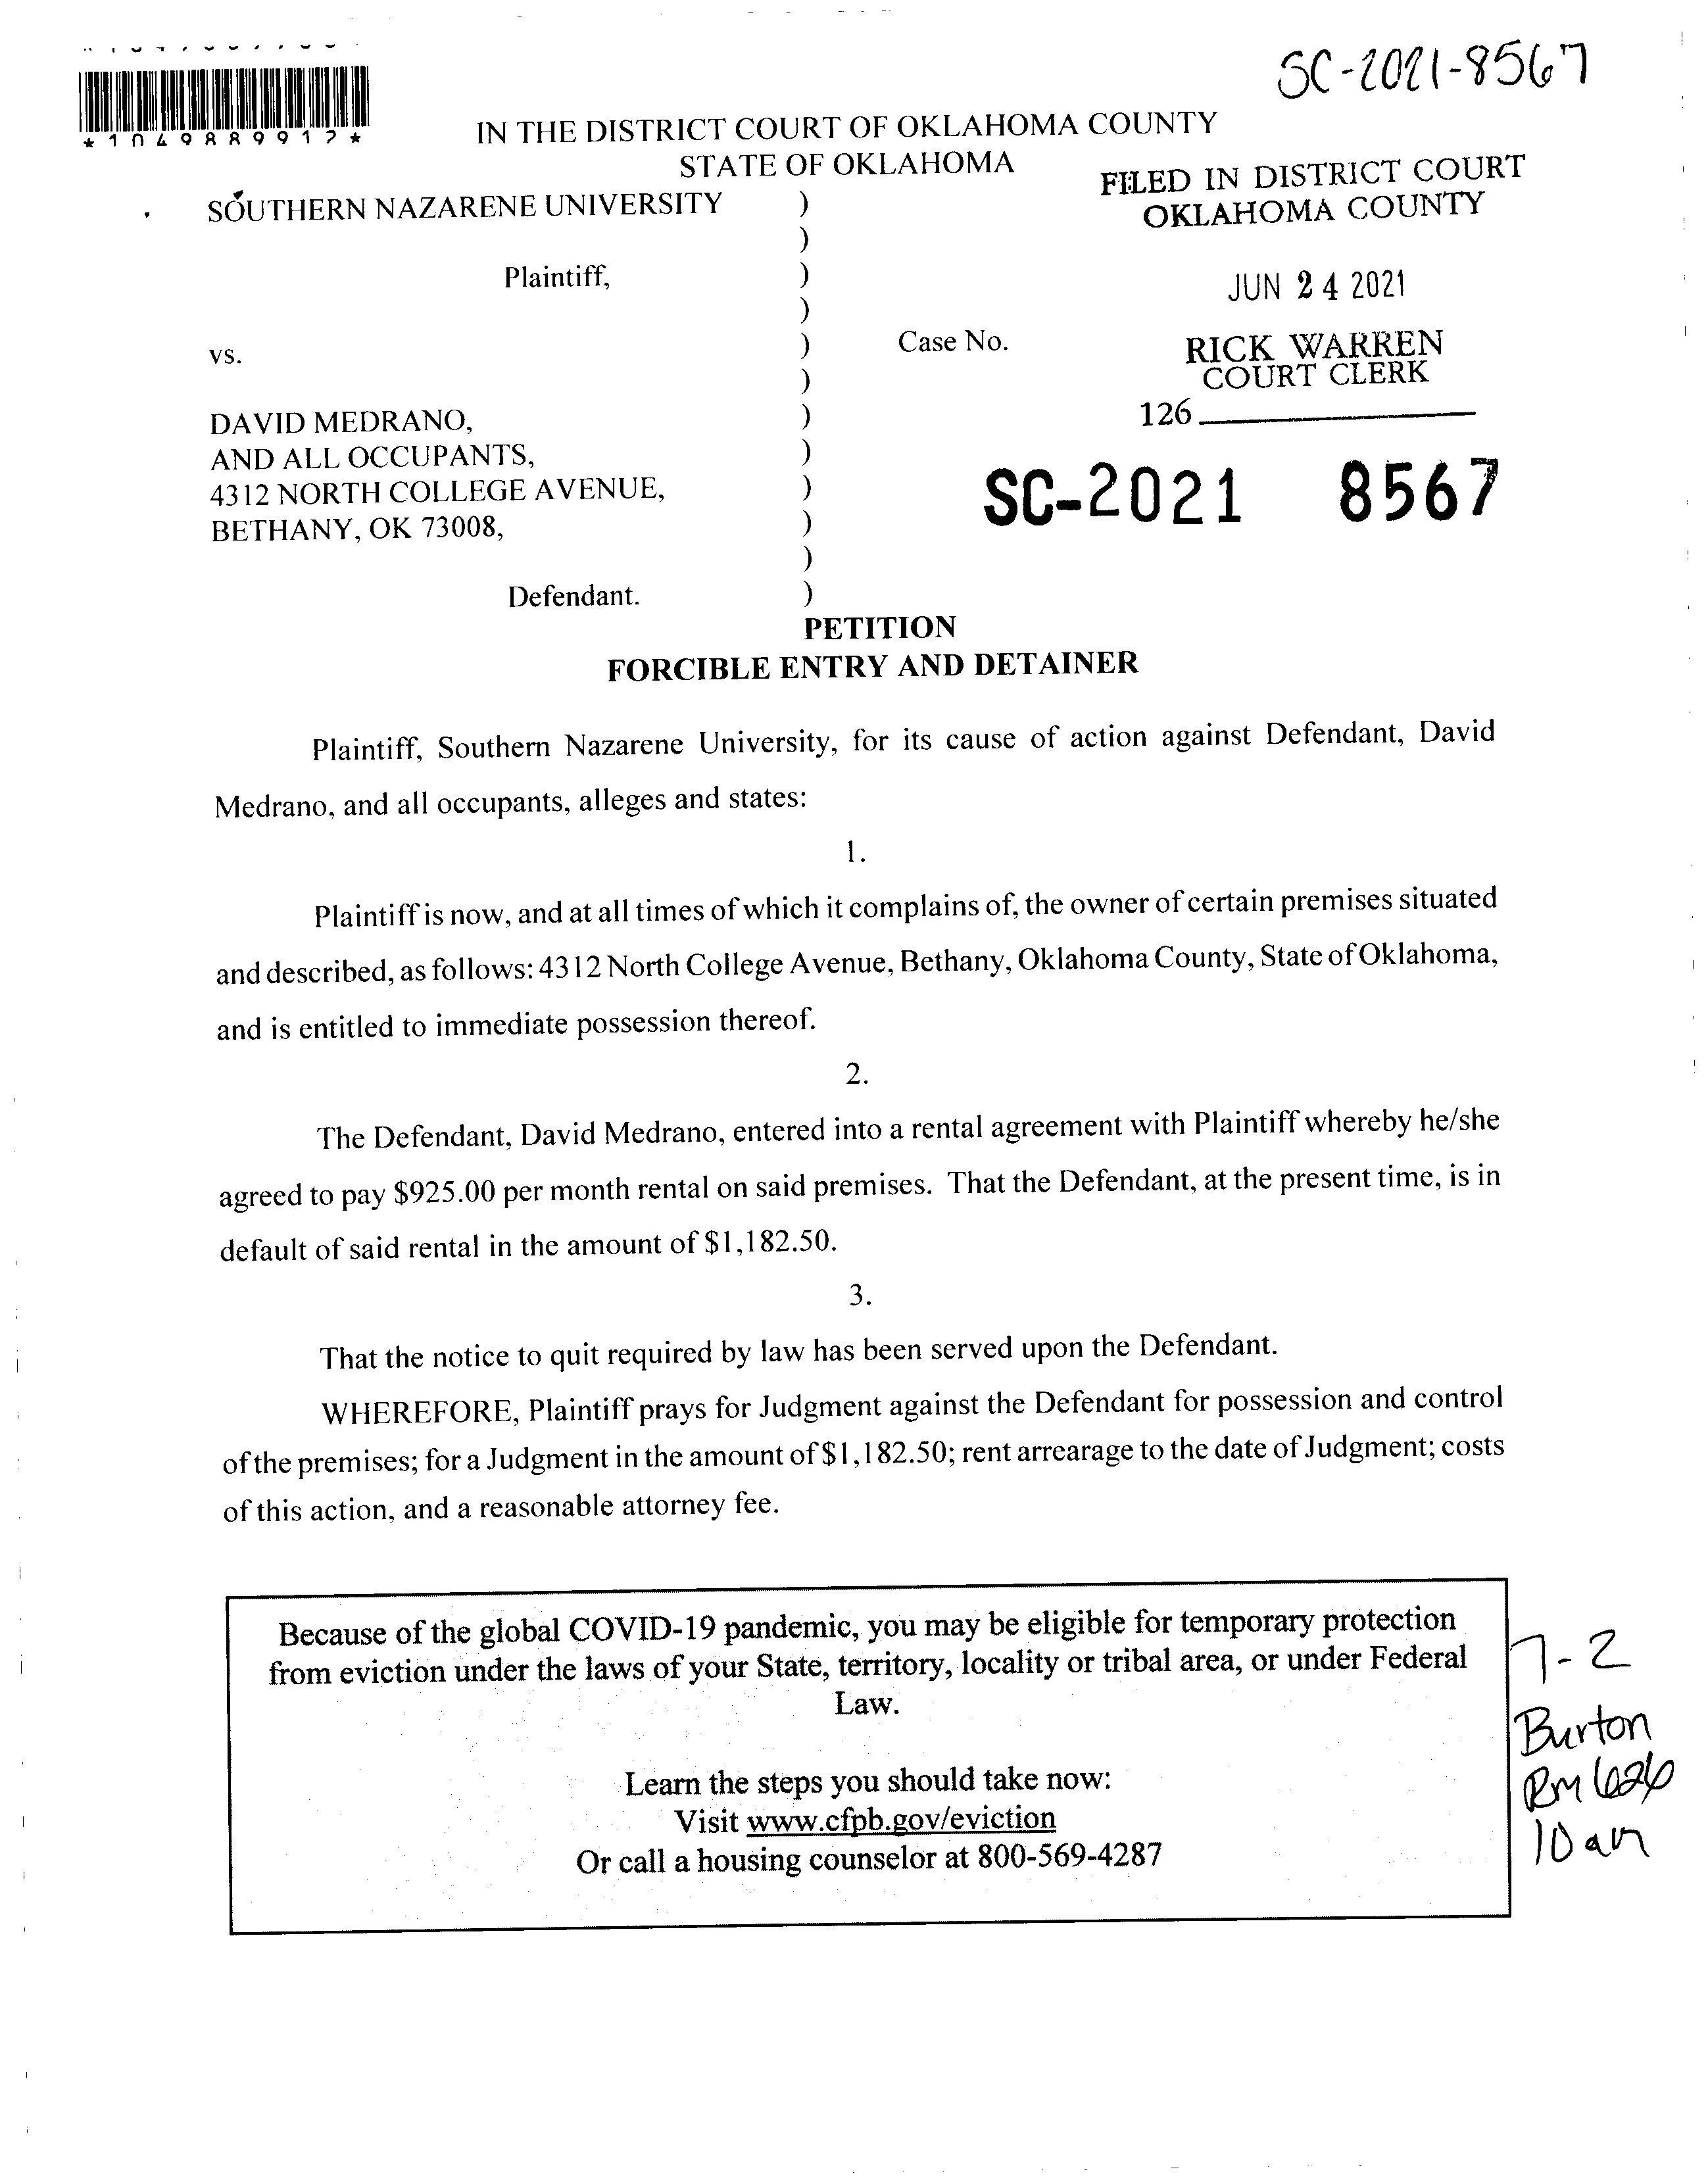 SC-2021-8567
*1049889912*
IN THE DISTRICT COURT OF OKLAHOMA COUNTY
STATE OF OKLAHOMA
FILED IN DISTRICT COURT
OKLAHOMA COUNTY
JUN 24 2021
RICK WARREN
COURT CLERK
126
SOUTHERN NAZARENE UNIVERSITY )
)
Plaintiff, )
)
vs. ) Case No.
)
DAVID MEDRANO, )
AND ALL OCCUPANTS, )
4312 NORTH COLLEGE AVENUE, )
BETHANY, OK 73008, )
)
Defendant. )
SC-2021 8567
PETITION
FORCIBLE ENTRY AND DETAINER
Plaintiff, Southern Nazarene University, for its cause of action against Defendant, David
Medrano, and all occupants, alleges and states:
1.
Plaintiff is now, and at all times of which it complains of, the owner of certain premises situated
and described, as follows: 4312 North College Avenue, Bethany, Oklahoma County, State of Oklahoma,
and is entitled to immediate possession thereof.
2.
The Defendant, David Medrano, entered into a rental agreement with Plaintiff whereby he/she
agreed to pay $925.00 per month rental on said premises. That the Defendant, at the present time, is in
default of said rental in the amount of $1,182.50.
3.
That the notice to quit required by law has been served upon the Defendant.
WHEREFORE, Plaintiff prays for Judgment against the Defendant for possession and control
of the premises; for a Judgment in the amount of $1,182.50; rent arrearage to the date of Judgment; costs
of this action, and a reasonable attorney fee.
Because of the global COVID-19 pandemic, you may be eligible for temporary protection
from eviction under the laws of your State, territory, locality or tribal area, or under Federal
Law.
Learn the steps you should take now:
Visit www.cfpb.gov/eviction
Or call a housing counselor at 800-569-4287
7-2
Burton
Rm 626
10 am